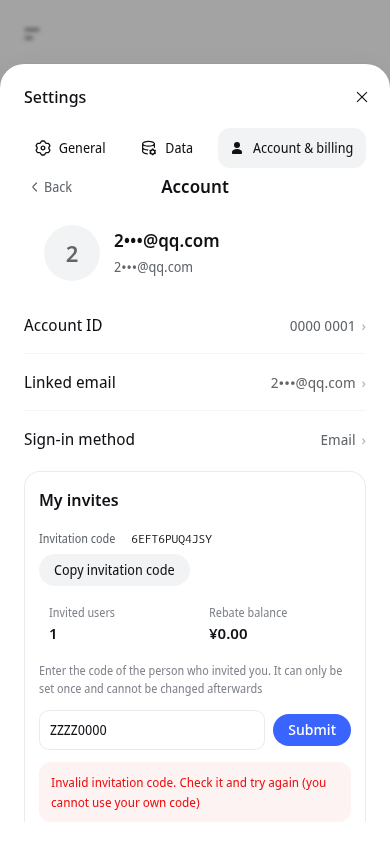 Settings
General
Data
Account & billing
Back
Account
2
2•••@qq.com
2•••@qq.com
Account ID
0000 0001 ›
Linked email
2•••@qq.com ›
Sign-in method
Email ›
My invites
Invitation code 6EFT6PUQ4JSY
Copy invitation code
Invited users
Rebate balance
1
¥0.00
Enter the code of the person who invited you. It can only be
set once and cannot be changed afterwards
ZZZZ0000
Submit
Invalid invitation code. Check it and try again (you
cannot use your own code)